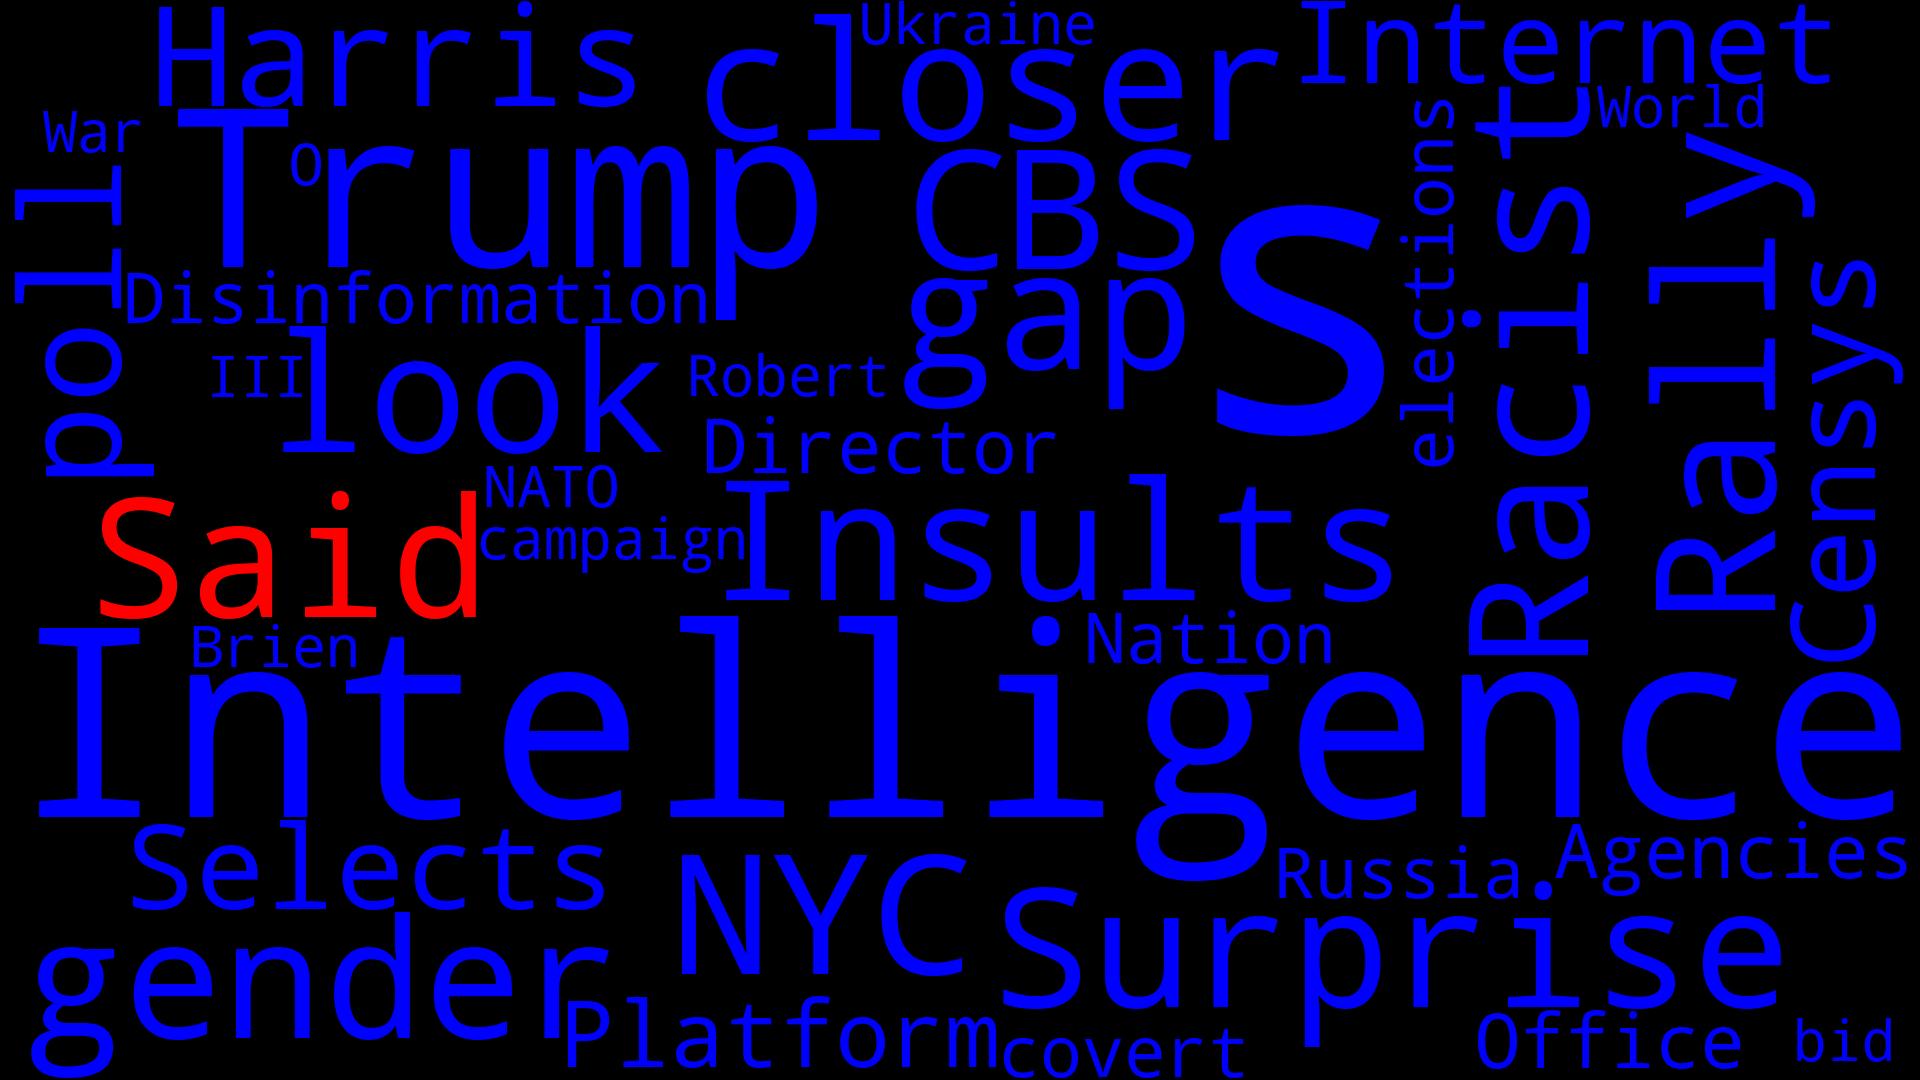 Harris
closer
Ukraine
Internet
War
Trump
O
CBS
s
elections
Racist
World
Rally
poll
Disinformation
gap
Censys
III
look
Robert
Director
Said
NATO
campaign
Insults
Brien
Nation
Intelligence
Selects
NYC
Russia
Agencies
Surprise
gender
Platform
covert
Office
bid